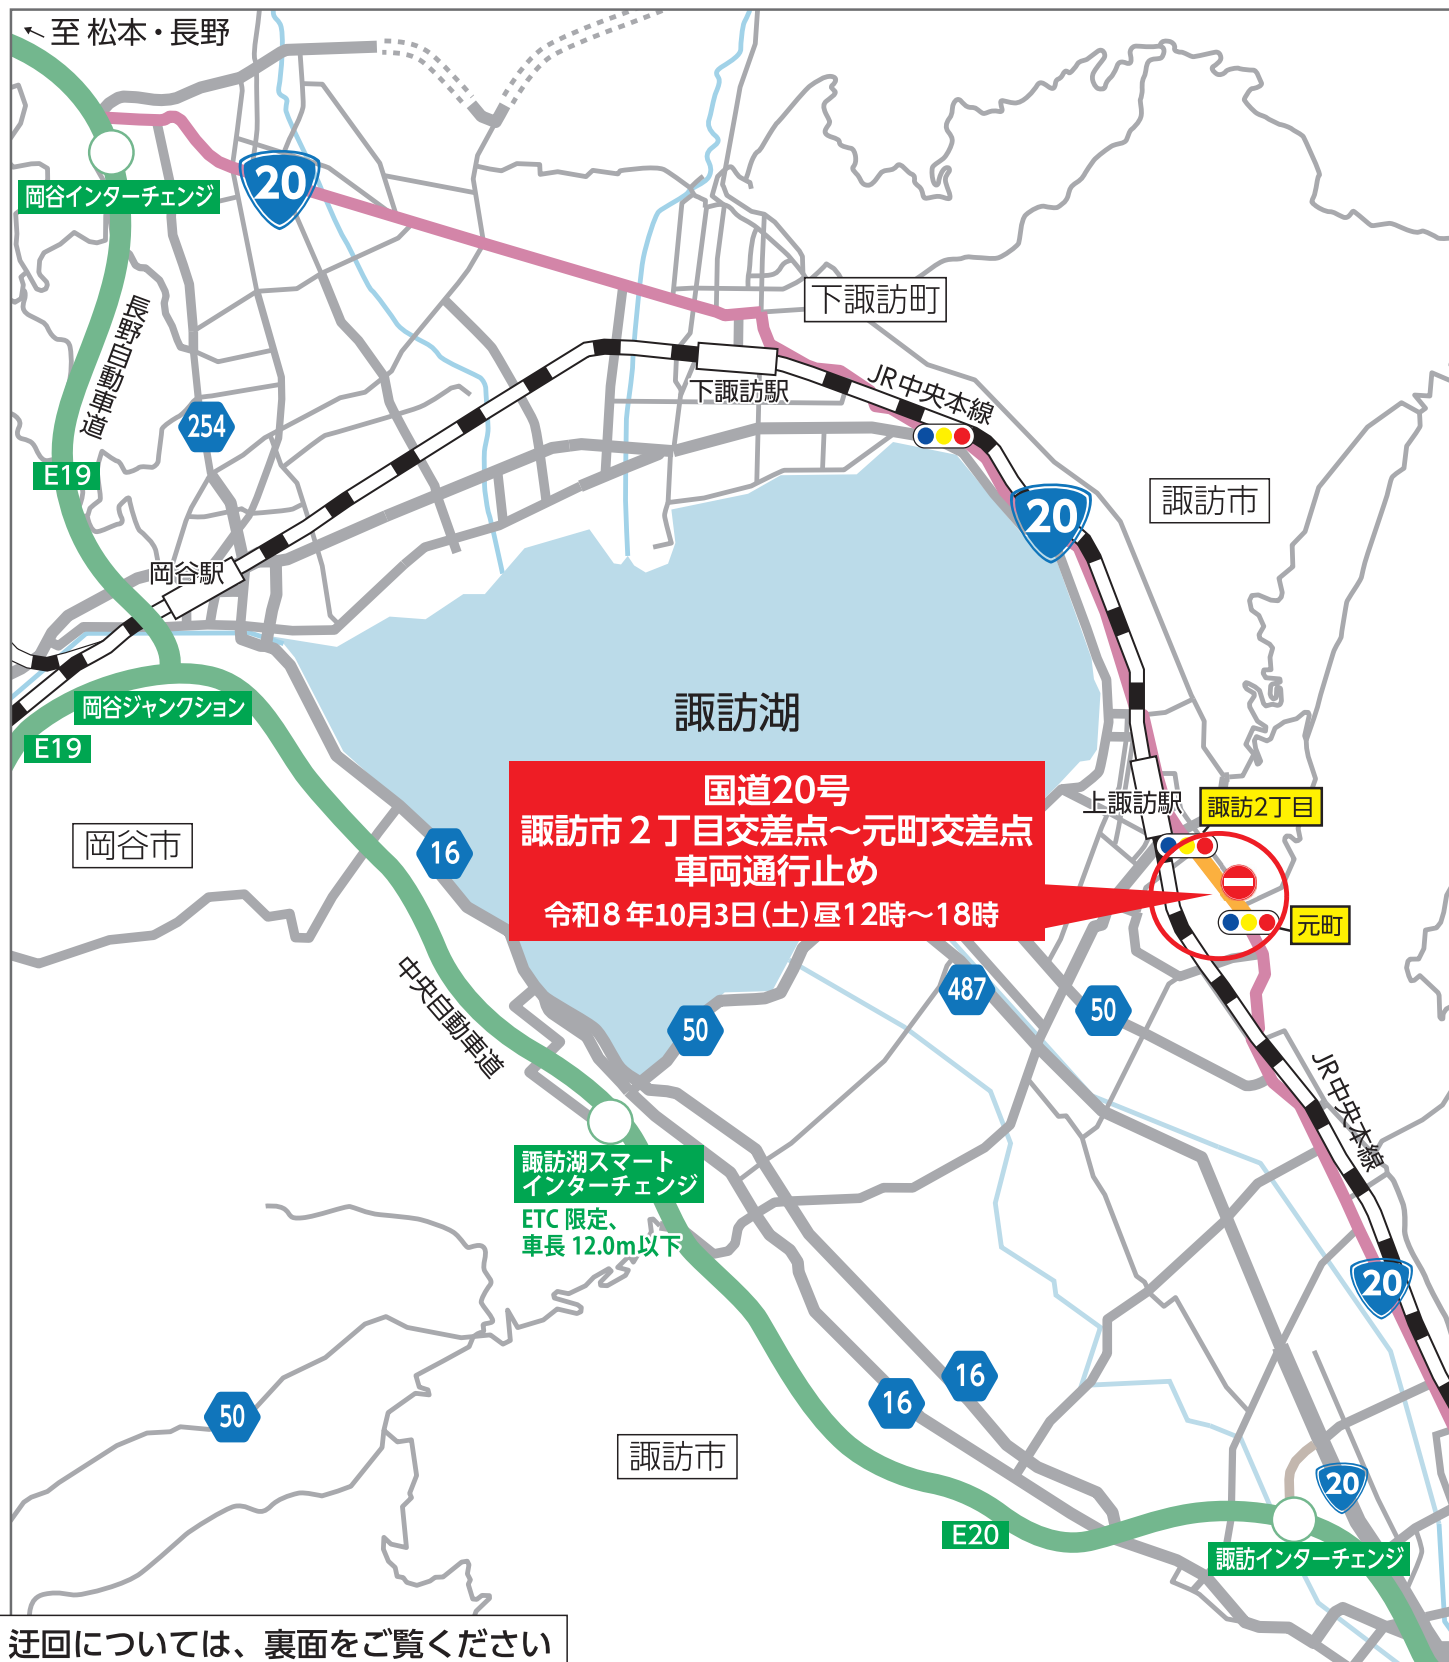 至 松本・長野
岡谷インターチェンジ
20
下諏訪町
長野自動車道
254
E19
下諏訪駅
JR中央本線
諏訪市
20
岡谷駅
岡谷ジャンクション
E19
諏訪湖
国道20号
諏訪市2丁目交差点～元町交差点
車両通行止め
令和8年10月3日(土)昼12時～18時
上諏訪駅
諏訪2丁目
元町
岡谷市
16
中央自動車道
487
50
50
JR中央本線
諏訪湖スマート
インターチェンジ
ETC限定、
車長12.0m以下
20
16
16
50
諏訪市
20
E20
諏訪インターチェンジ
迂回については、裏面をご覧ください